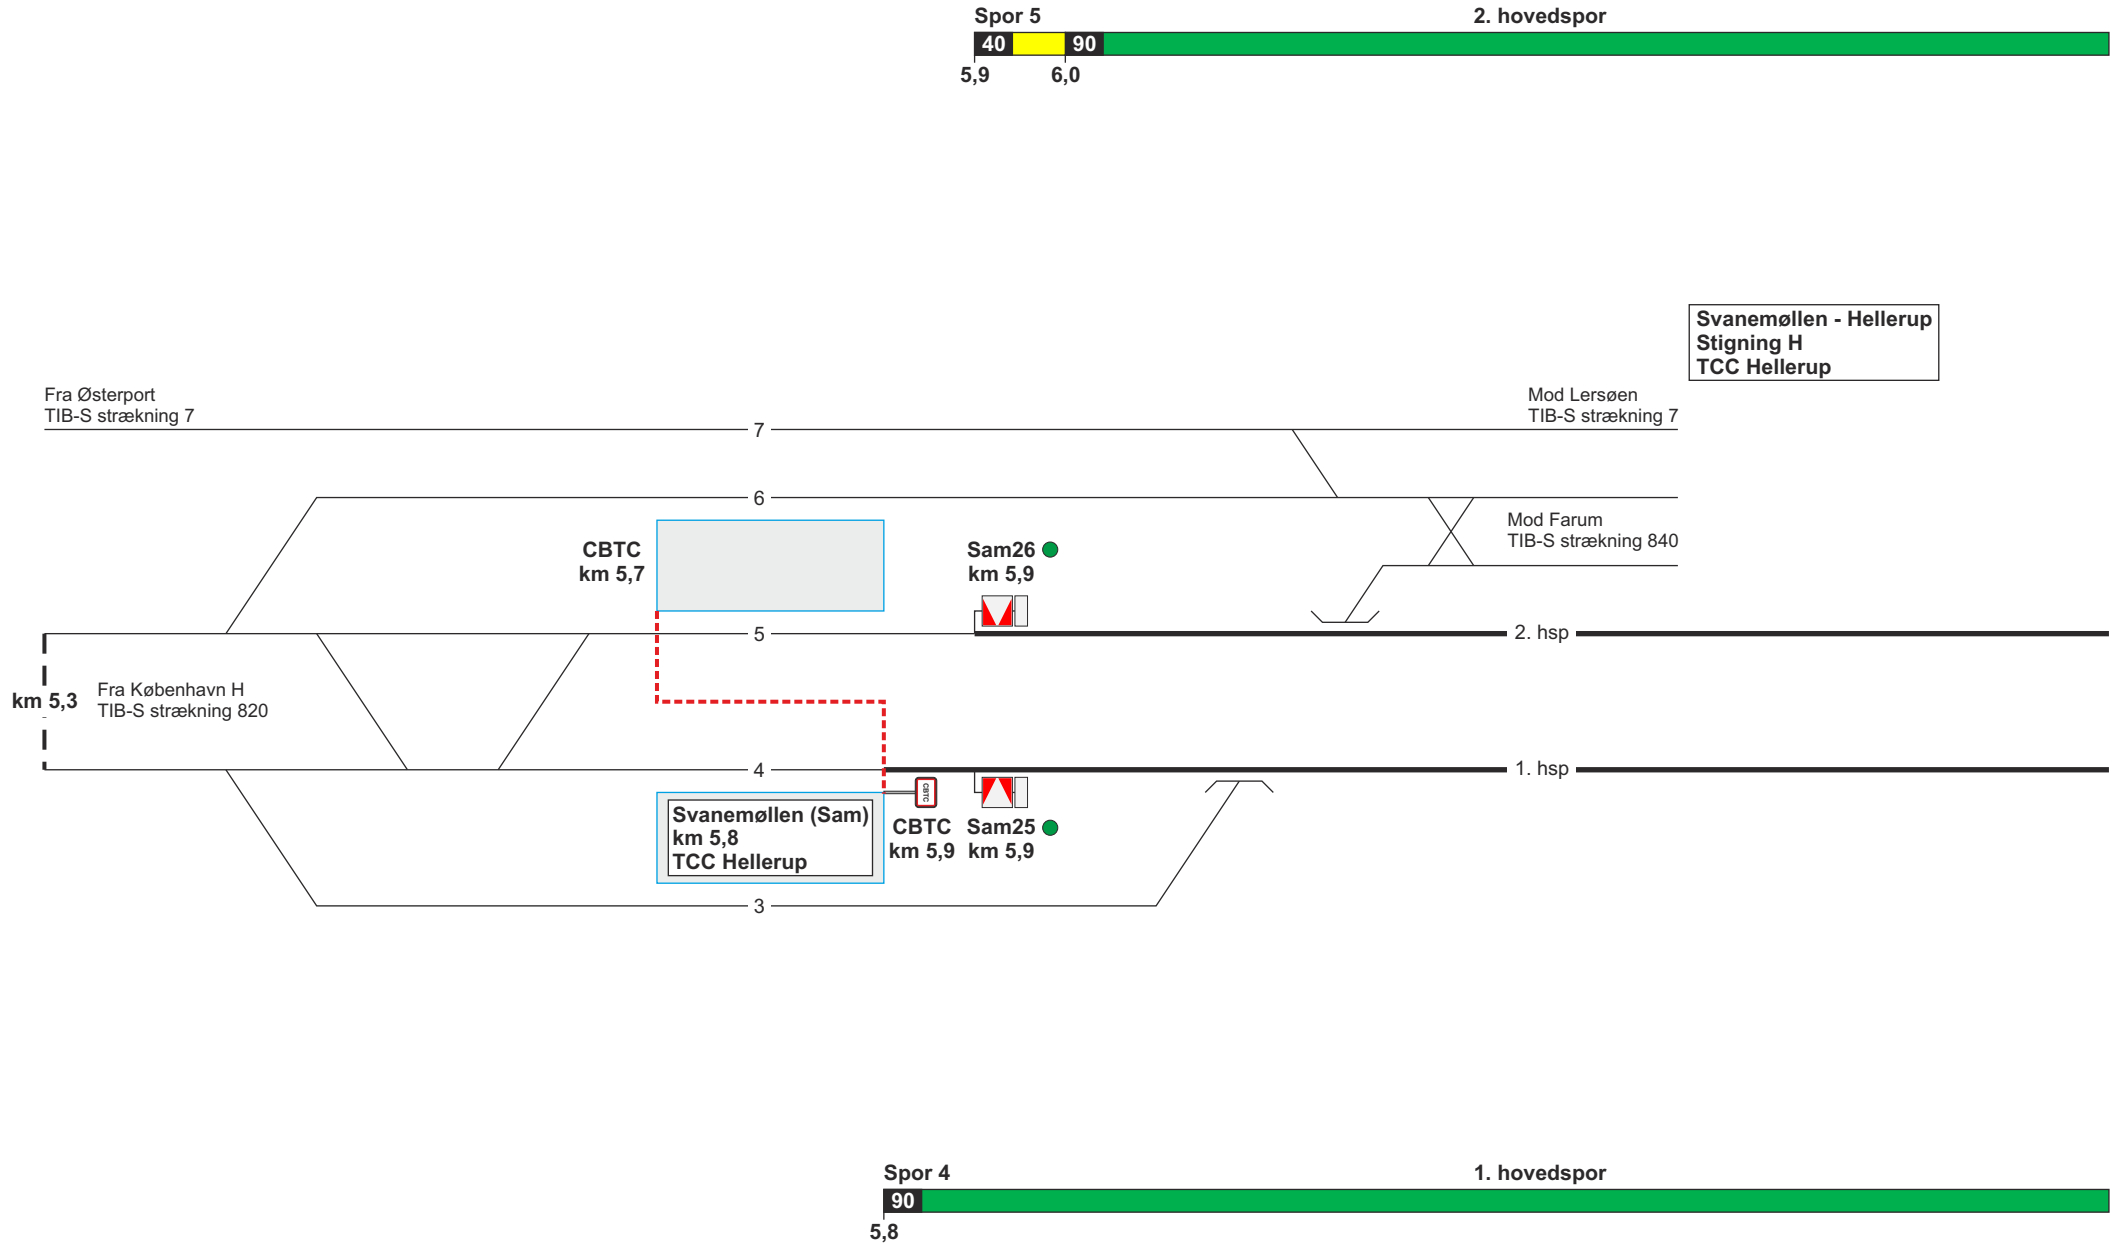 Spor 5
2. hovedspor
40
90
5,9
6,0
Svanemøllen - Hellerup
Stigning H
TCC Hellerup
Fra Østerport
TIB-S strækning 7
Mod Lersøen
TIB-S strækning 7
7
6
Mod Farum
TIB-S strækning 840
CBTC
km 5,7
Sam26
km 5,9
5
2. hsp
km 5,3
Fra København H
TIB-S strækning 820
4
1. hsp
CBTC
Svanemøllen (Sam)
km 5,8
TCC Hellerup
CBTC
km 5,9
Sam25
km 5,9
3
Spor 4
1. hovedspor
90
5,8